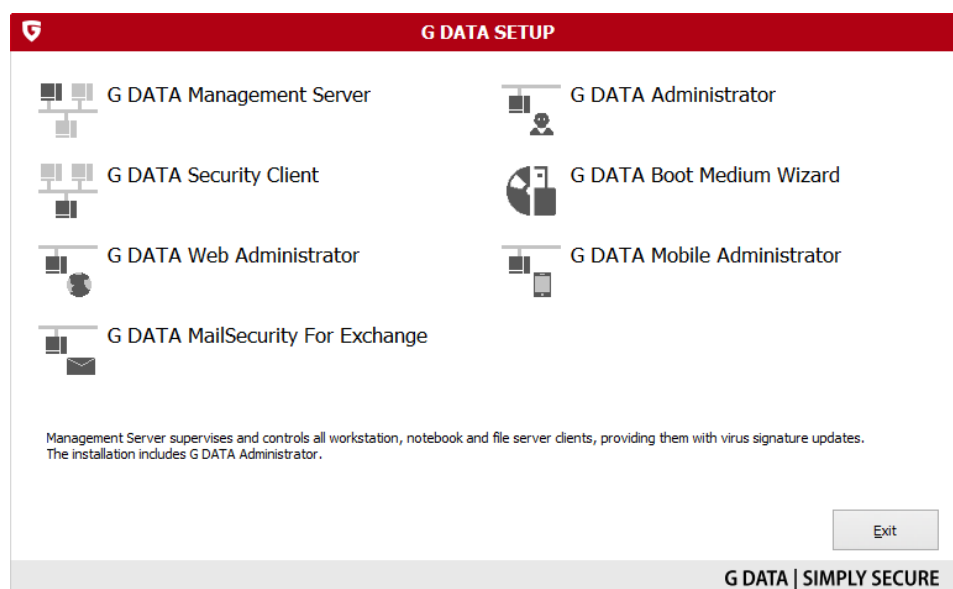 G DATA SETUP
G DATA Management Server
G DATA Administrator
G DATA Security Client
G DATA Boot Medium Wizard
G DATA Web Administrator
G DATA Mobile Administrator
G DATA MailSecurity For Exchange
Management Server supervises and controls all workstation, notebook and file server clients, providing them with virus signature updates.
The installation includes G DATA Administrator.
Exit
G DATA | SIMPLY SECURE